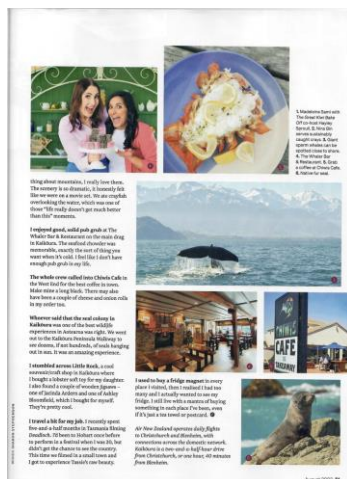 1. Madeleine Sami with
The Great Kiwi Bake
Off co-host Hayley
Sproull. 2. Nins Bin
serves sustainably
caught crays. 3. Giant
sperm whales can be
spotted close to shore.
4. The Whaler Bar
& Restaurant. 5. Grab
a coffee at Chiwis Cafe.
6. Native fur seal.
thing about mountains, I really love them.
The scenery is so dramatic, it honestly felt
like we were on a movie set. We ate crayfish
overlooking the water, which was one of
those “life really doesn't get much better
than this” moments.
I enjoyed good, solid pub grub at The
Whaler Bar & Restaurant on the main drag
in Kaikōura. The seafood chowder was
memorable, exactly the sort of thing you
want when it's cold. I feel like I don't have
enough pub grub in my life.
The whole crew called into Chiwis Cafe in
the West End for the best coffee in town.
Make mine a long black. There may also
have been a couple of cheese and onion rolls
in my order too.
Whoever said that the seal colony in
Kaikōura was one of the best wildlife
experiences in Aotearoa was right. We went
out to the Kaikōura Peninsula Walkway to
see dozens, if not hundreds, of seals hanging
out in sun. It was an amazing experience.
I stumbled across Little Rook, a cool
souvenir/craft shop in Kaikōura where
I bought a lobster soft toy for my daughter.
I also found a couple of wooden figures –
one of Jacinda Ardern and one of Ashley
Bloomfield, which I bought for myself.
They're pretty cool.
I travel a bit for my job. I recently spent
five-and-a-half months in Tasmania filming
Deadloch. I'd been to Hobart once before
to perform in a festival when I was 20, but
didn't get the chance to see the country.
This time we filmed in a small town and
I got to experience Tassie's raw beauty.
I used to buy a fridge magnet in every
place I visited, then I realised I had too
many and I actually wanted to see my
fridge. I still live with a mantra of buying
something in each place I've been, even
if it's just a tea towel or postcard.
Air New Zealand operates daily flights
to Christchurch and Blenheim, with
connections across the domestic network.
Kaikōura is a two-and-a-half-hour drive
from Christchurch, or one hour, 40 minutes
from Blenheim.
CAFE
TAKEAWAY